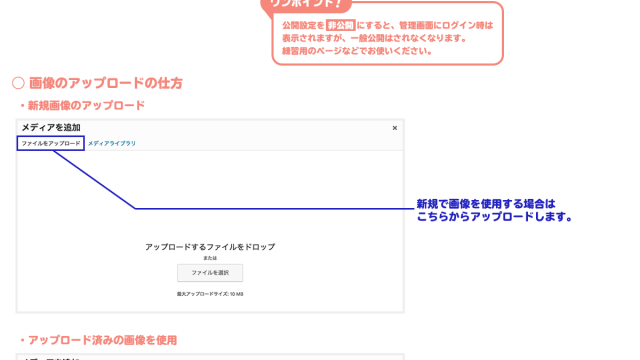 ワンポイント!
公開設定を 非公開 にすると、管理画面にログイン時は
表示されますが、一般公開はされなくなります。
練習用のページなどでお使いください。
○ 画像のアップロードの仕方
・新規画像のアップロード
メディアを追加
×
ファイルをアップロード メディアライブラリ
新規で画像を使用する場合は
こちらからアップロードします。
アップロードするファイルをドロップ
または
ファイルを選択
最大アップロードサイズ: 10 MB
・アップロード済みの画像を使用